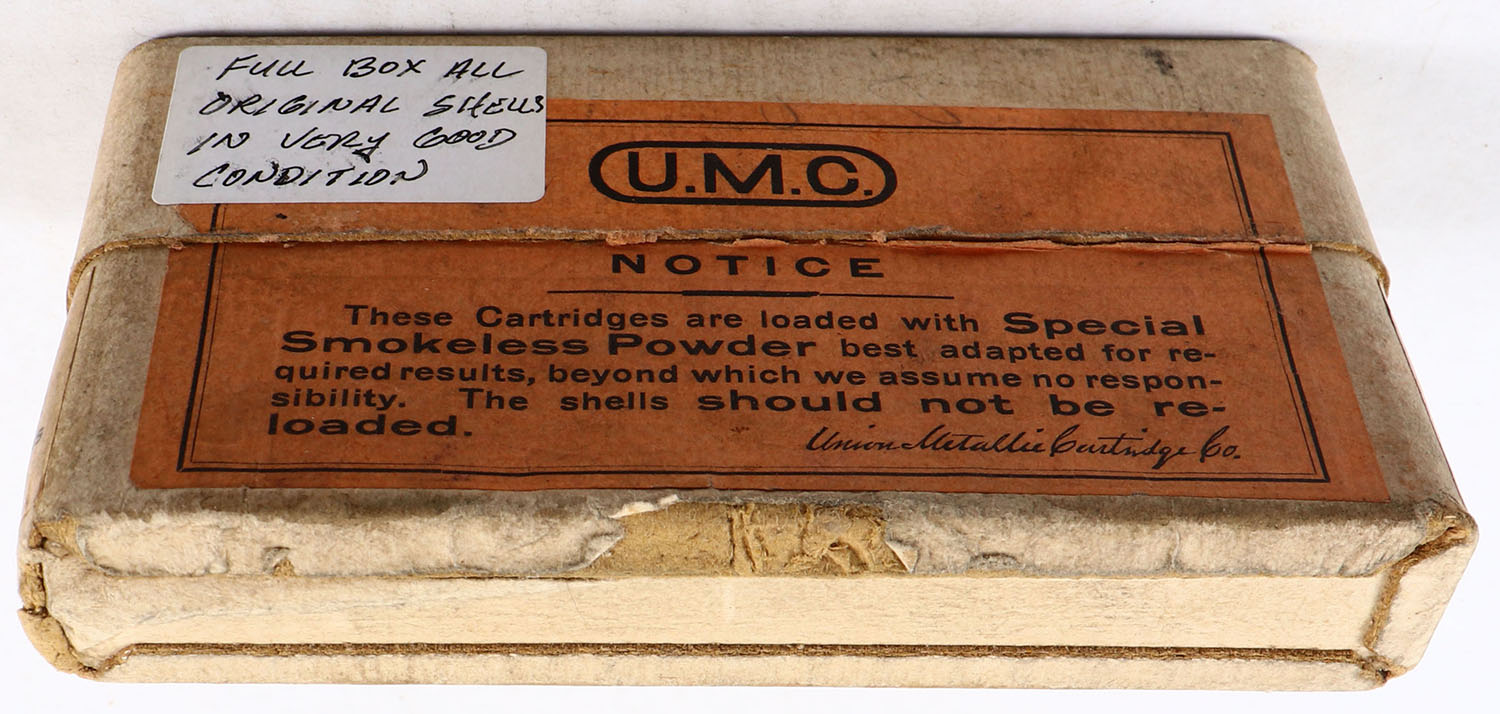 FULL BOX ALL
ORIGINAL SHELLS
IN VERY GOOD
CONDITION
U.M.C.
NOTICE
These Cartridges are loaded with Special
Smokeless Powder best adapted for re-
quired results, beyond which we assume no respon-
sibility. The shells should not be re-
loaded.
Union Metallic Cartridge Co.